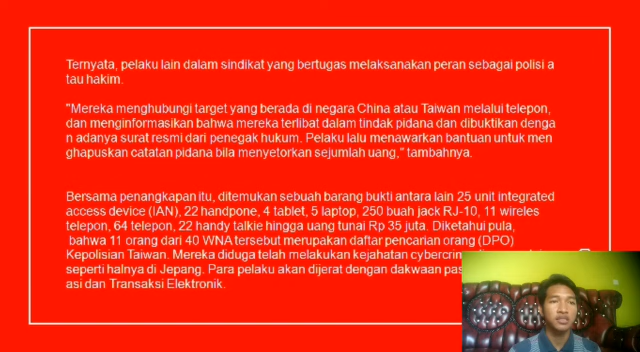 Ternyata, pelaku lain dalam sindikat yang bertugas melaksanakan peran sebagai polisi a
tau hakim.
"Mereka menghubungi target yang berada di negara China atau Taiwan melalui telepon,
dan menginformasikan bahwa mereka terlibat dalam tindak pidana dan dibuktikan denga
n adanya surat resmi dari penegak hukum. Pelaku lalu menawarkan bantuan untuk men
ghapuskan catatan pidana bila menyetorkan sejumlah uang," tambahnya.
Bersama penangkapan itu, ditemukan sebuah barang bukti antara lain 25 unit integrated
access device (IAN), 22 handpone, 4 tablet, 5 laptop, 250 buah jack RJ-10, 11 wireles
telepon, 64 telepon, 22 handy talkie hingga uang tunai Rp 35 juta. Diketahui pula,
bahwa 11 orang dari 40 WNA tersebut merupakan daftar pencarian orang (DPO)
Kepolisian Taiwan. Mereka diduga telah melakukan kejahatan cybercrime
seperti halnya di Jepang. Para pelaku akan dijerat dengan dakwaan
asi dan Transaksi Elektronik.